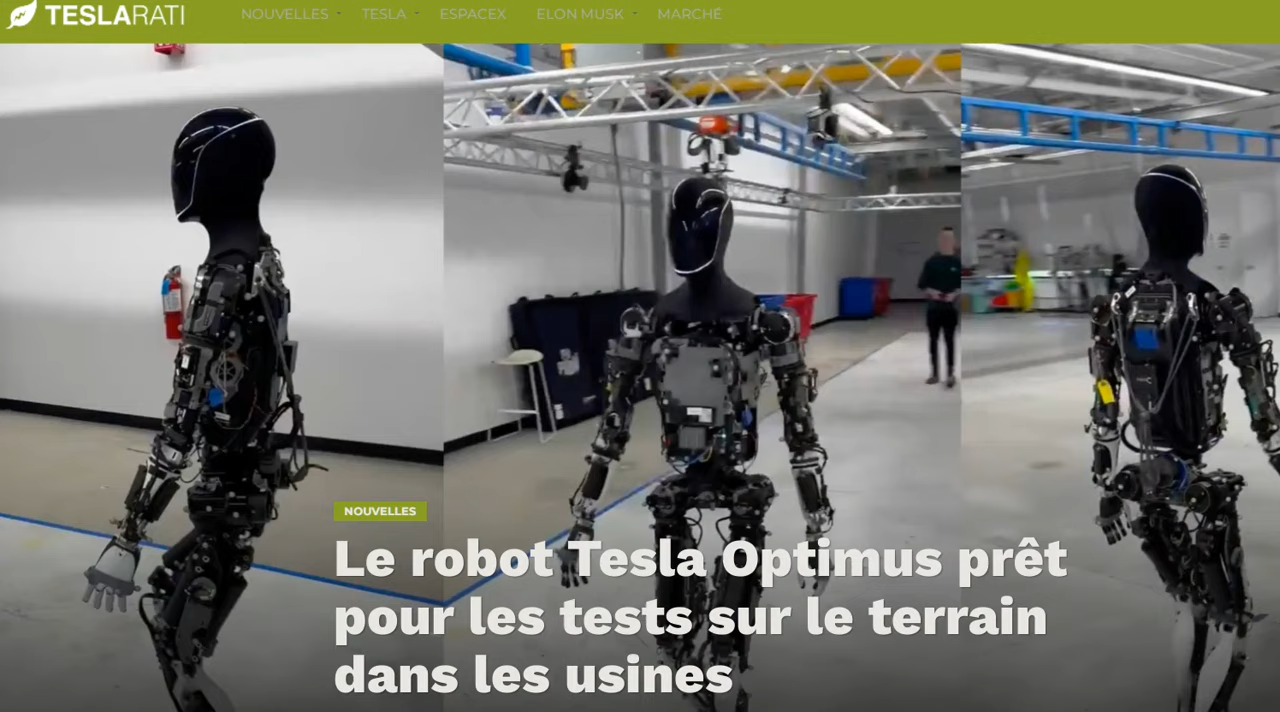 TESLARATI
NOUVELLES TESLA ESPACEX ELON MUSK MARCHÉ
NOUVELLES
Le robot Tesla Optimus prêt
pour les tests sur le terrain
dans les usines